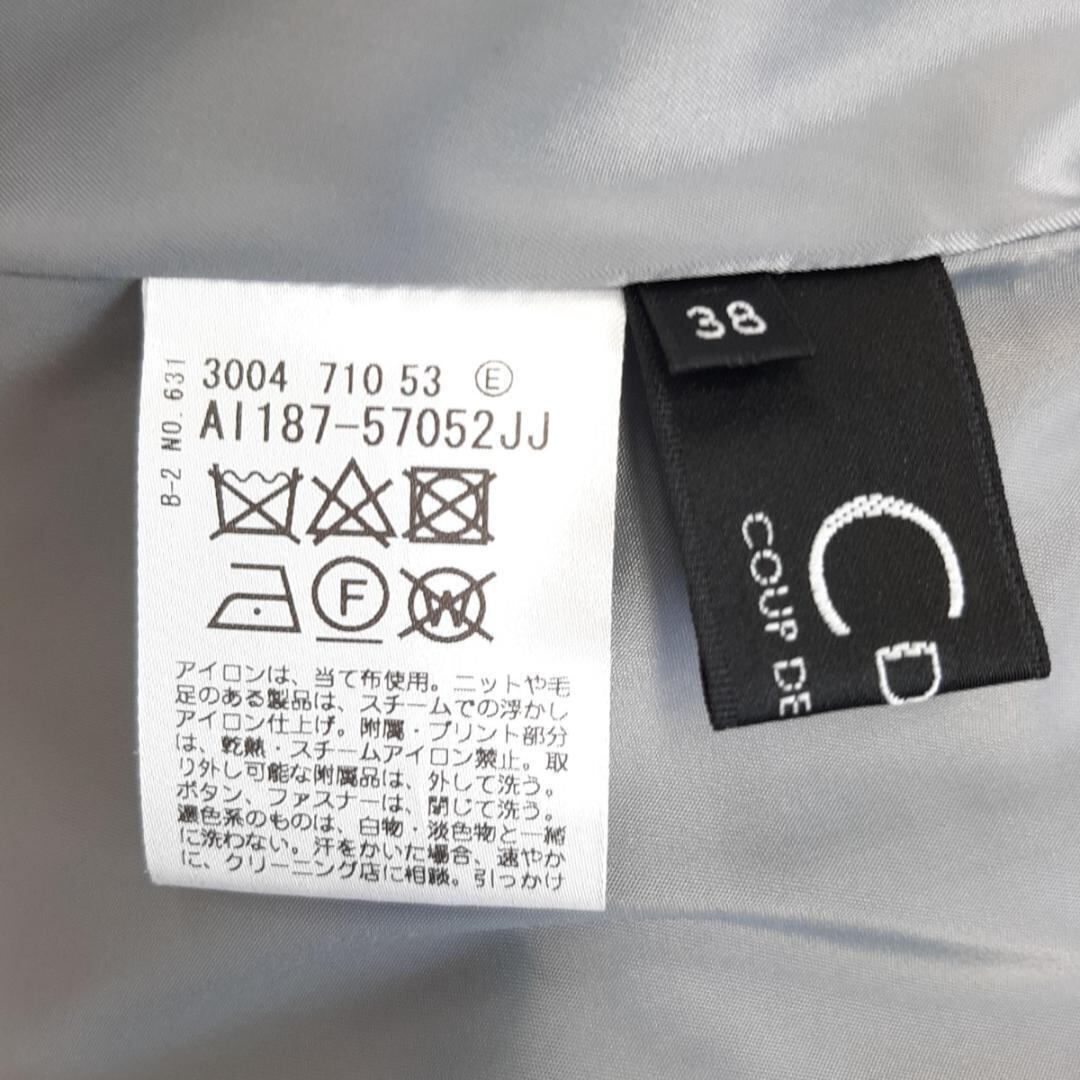 B-2 NO. 631
3004 710 53 Ⓔ
AI187-57052JJ
F
W
アイロンは、当て布使用。ニットや毛
足のある製品は、スチームでの浮かし
アイロン仕上げ。附属・プリント部分
は、乾熱・スチームアイロン禁止。取
り外し可能な附属品は、外して洗う。
ボタン、ファスナーは、閉じて洗う。
濃色系のものは、白物・淡色物と一緒
に洗わない。汗をかいた場合、速やか
に、クリーニング店に相談。引っかけ
38
C D
COUP DE